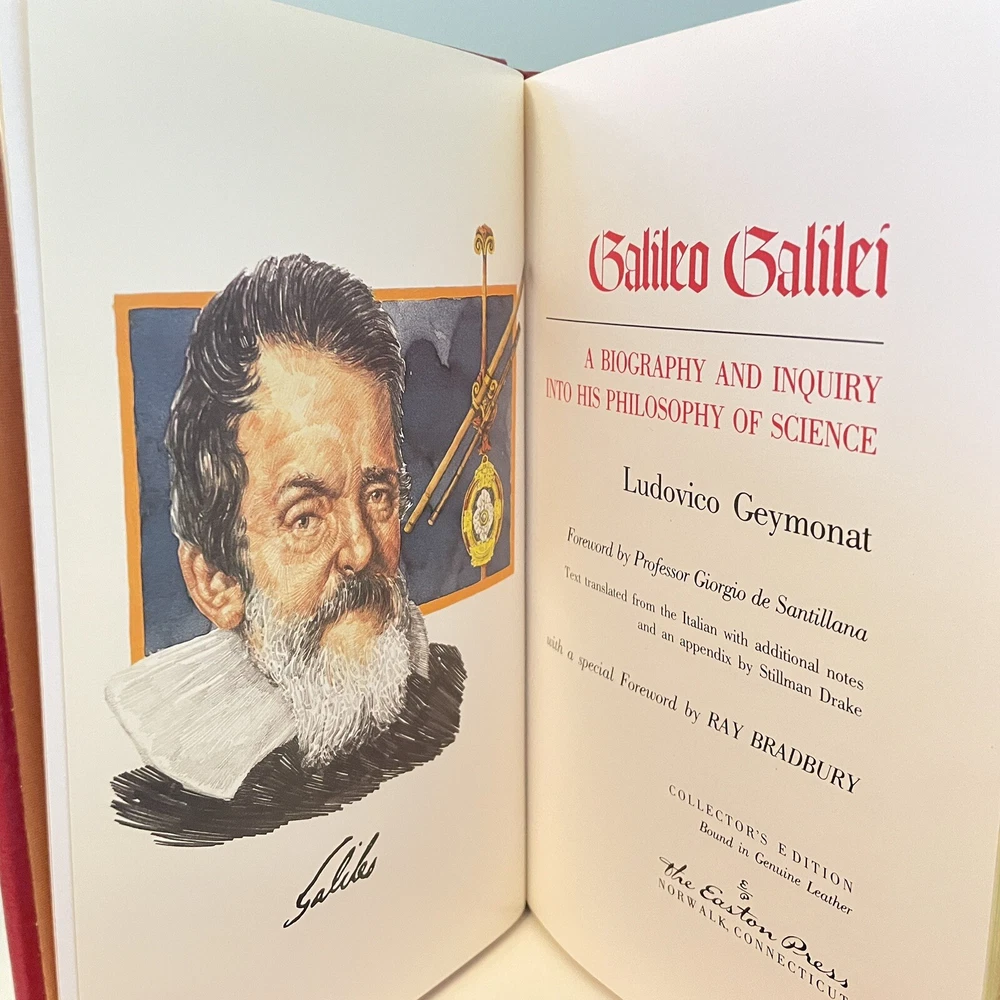 Galileo
Galileo Galilei
A BIOGRAPHY AND INQUIRY
INTO HIS PHILOSOPHY OF SCIENCE
Ludovico Geymonat
Foreword by Professor Giorgio de Santillana
Text translated from the Italian with additional notes
and an appendix by Stillman Drake
with a special Foreword by RAY BRADBURY
COLLECTOR'S EDITION
Bound in Genuine Leather
E
P
The Easton Press
NORWALK, CONNECTICUT